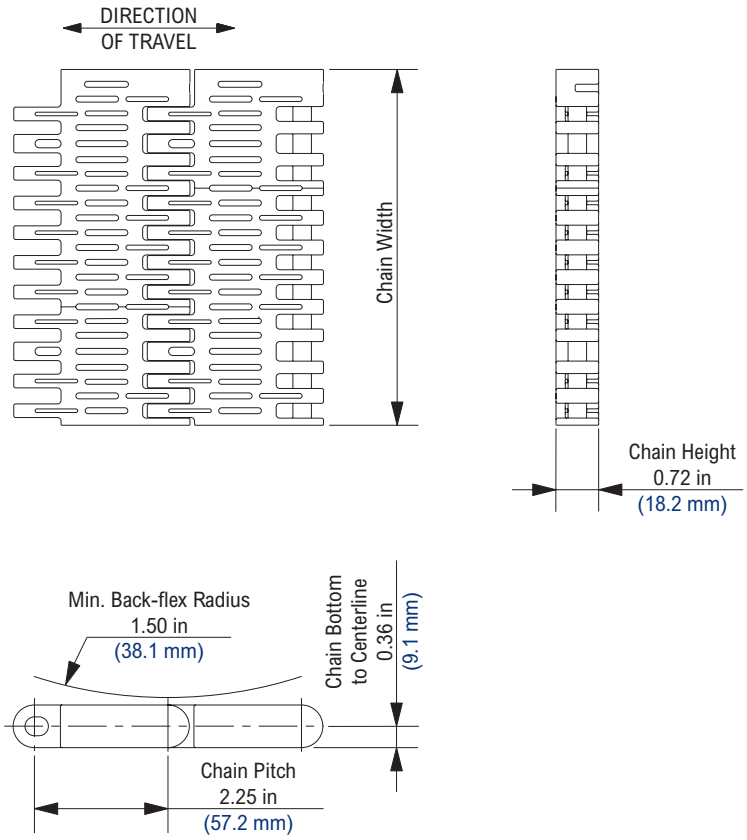 DIRECTION
OF TRAVEL
Chain Width
Chain Height
0.72 in
(18.2 mm)
Min. Back-flex Radius
1.50 in
(38.1 mm)
Chain Bottom
to Centerline
0.36 in
(9.1 mm)
Chain Pitch
2.25 in
(57.2 mm)